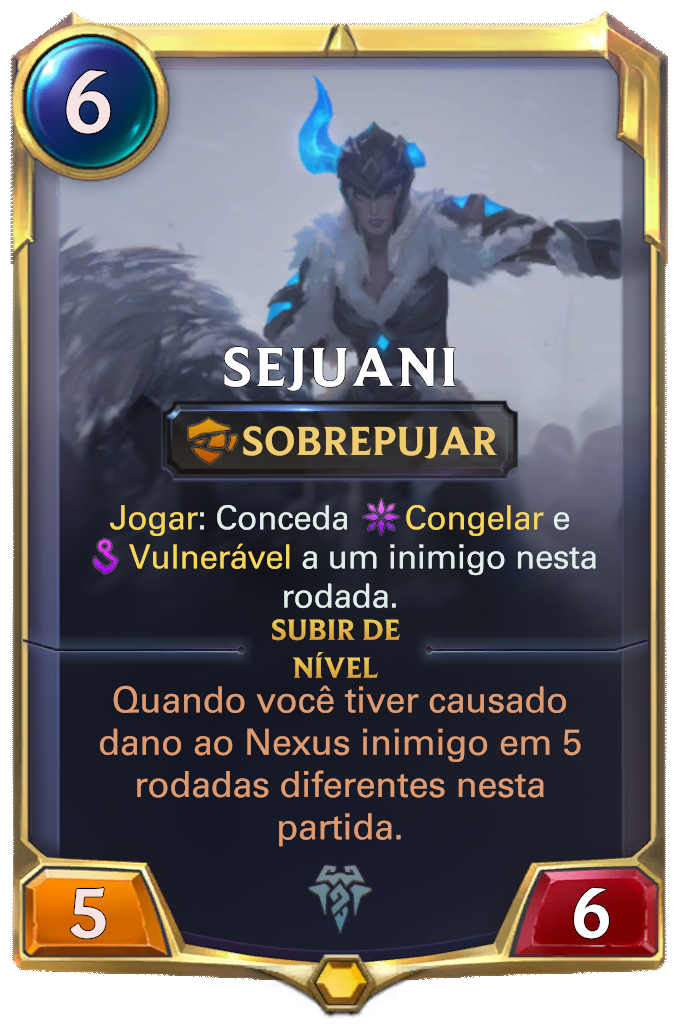 6
SEJUANI
SOBREPUJAR
Jogar: Conceda Congelar e
Vulnerável a um inimigo nesta
rodada.
SUBIR DE
NÍVEL
Quando você tiver causado
dano ao Nexus inimigo em 5
rodadas diferentes nesta
partida.
5
6